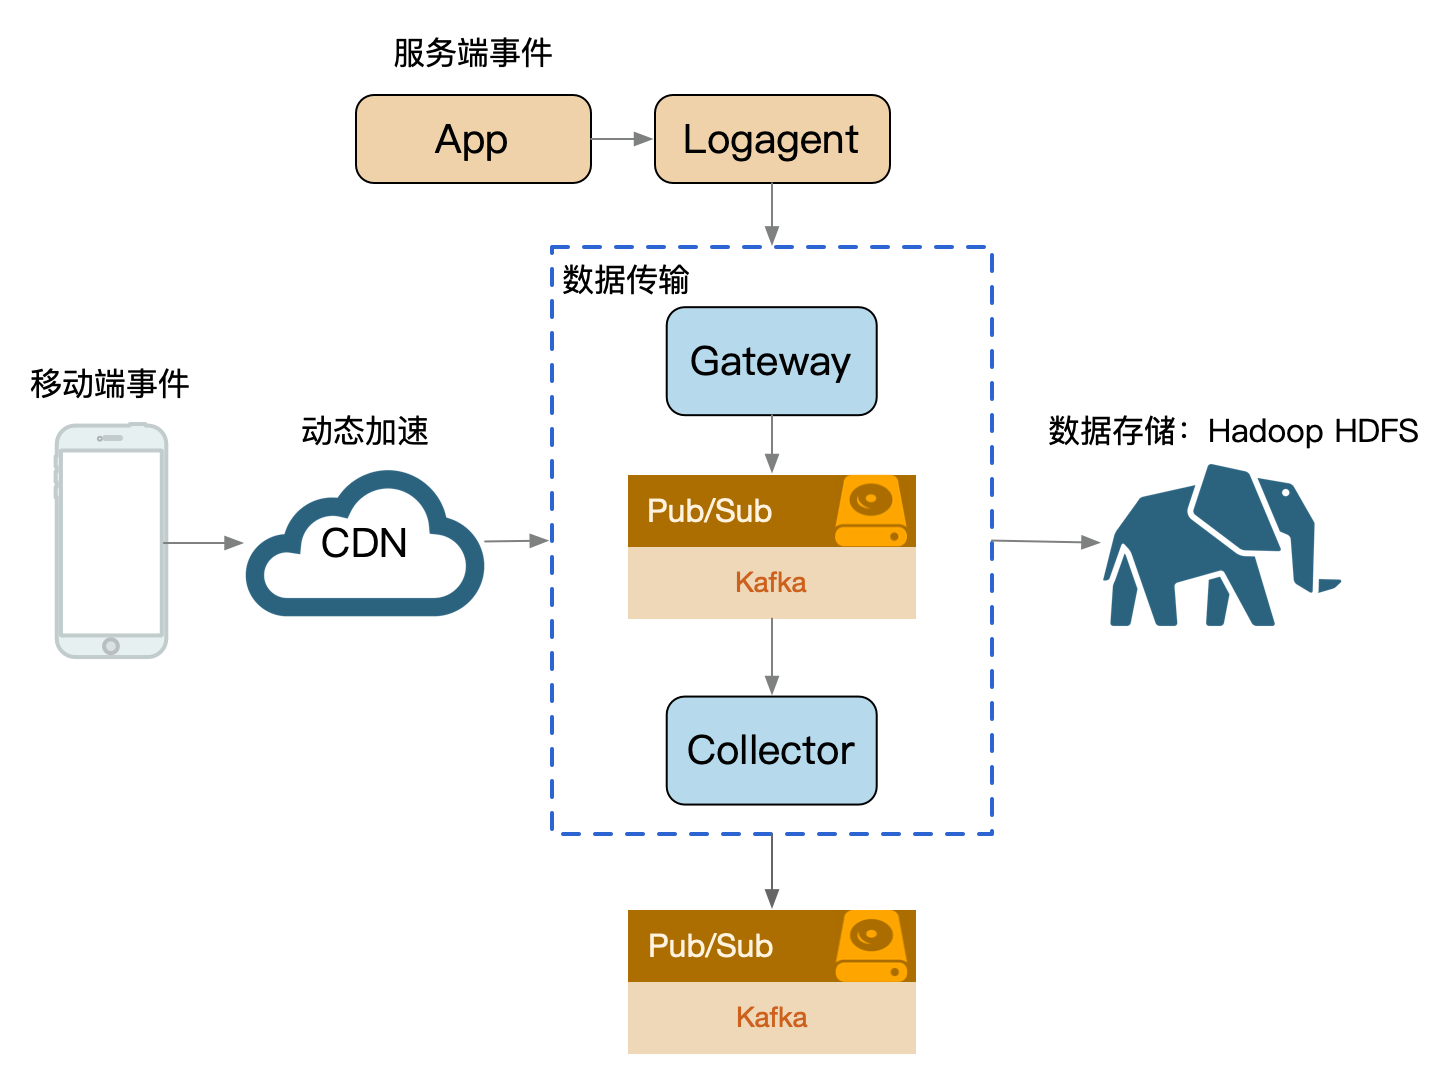 服务端事件
App
Logagent
数据传输
Gateway
移动端事件
动态加速
CDN
Pub/Sub
Kafka
数据存储：Hadoop HDFS
Collector
Pub/Sub
Kafka